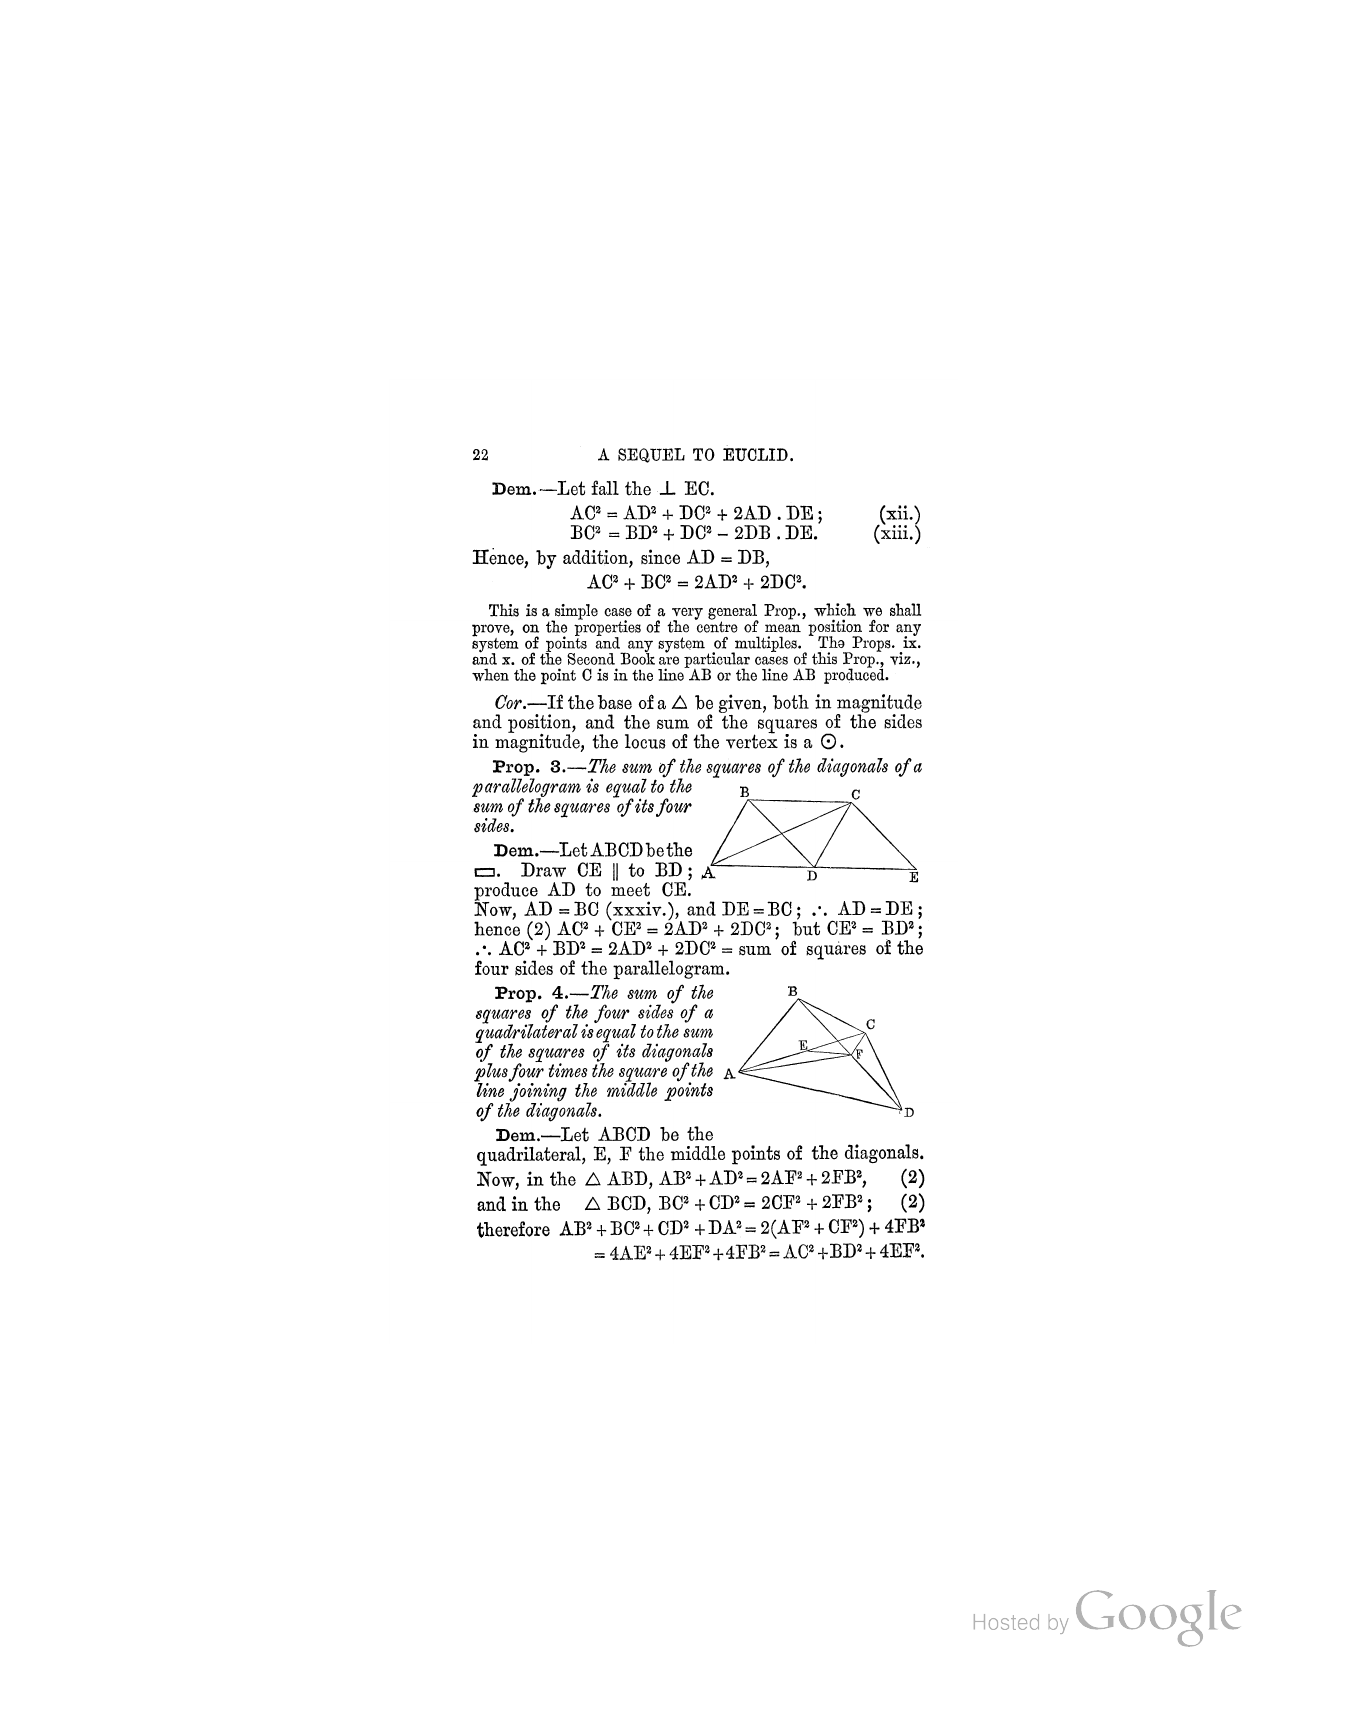 22 A SEQUEL TO EUCLID.
Dem.—Let fall the ⊥ EC.
AC² = AD² + DC² + 2AD . DE ; (xii.)
BC² = BD² + DC² – 2DB . DE. (xiii.)
Hence, by addition, since AD = DB,
AC² + BC² = 2AD² + 2DC².
This is a simple case of a very general Prop., which we shall
prove, on the properties of the centre of mean position for any
system of points and any system of multiples. The Props. ix.
and x. of the Second Book are particular cases of this Prop., viz.,
when the point C is in the line AB or the line AB produced.
Cor.—If the base of a △ be given, both in magnitude
and position, and the sum of the squares of the sides
in magnitude, the locus of the vertex is a ⊙.
Prop. 3.—The sum of the squares of the diagonals of a
parallelogram is equal to the
sum of the squares of its four
sides.
Dem.—Let ABCD be the
▭. Draw CE || to BD ;
produce AD to meet CE.
B C
A D E
Now, AD = BC (xxxiv.), and DE = BC ; ∴ AD = DE ;
hence (2) AC² + CE² = 2AD² + 2DC² ; but CE² = BD² ;
∴ AC² + BD² = 2AD² + 2DC² = sum of squares of the
four sides of the parallelogram.
Prop. 4.—The sum of the
squares of the four sides of a
quadrilateral is equal to the sum
of the squares of its diagonals
plus four times the square of the
line joining the middle points
of the diagonals.
B
C
E
F
A
D
Dem.—Let ABCD be the
quadrilateral, E, F the middle points of the diagonals.
Now, in the △ ABD, AB² + AD² = 2AF² + 2FB², (2)
and in the △ BCD, BC² + CD² = 2CF² + 2FB² ; (2)
therefore AB² + BC² + CD² + DA² = 2(AF² + CF²) + 4FB²
= 4AE² + 4EF² + 4FB² = AC² + BD² + 4EF².
Hosted by Google